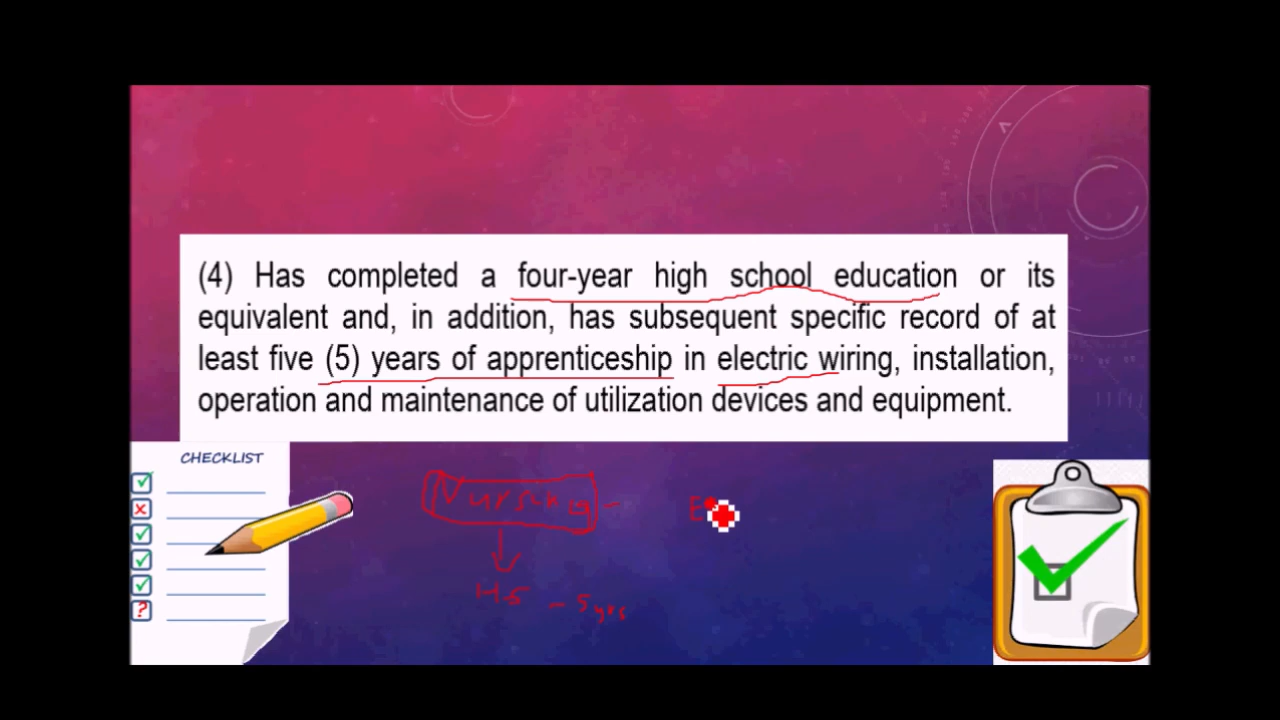 (4) Has completed a four-year high school education or its
equivalent and, in addition, has subsequent specific record of at
least five (5) years of apprenticeship in electric wiring, installation,
operation and maintenance of utilization devices and equipment.
CHECKLIST
Nursing - E
HS - 5yrs